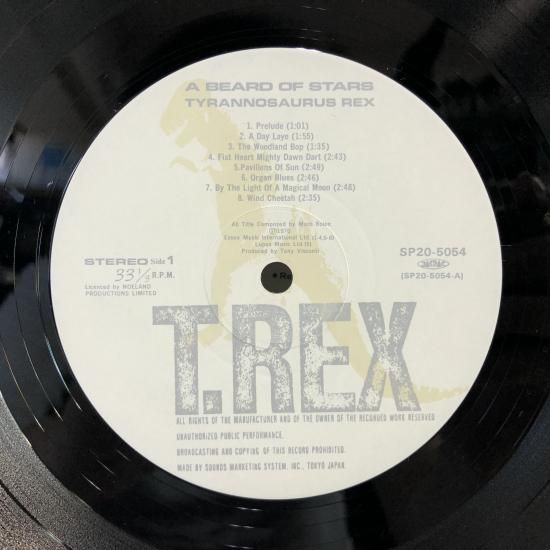 A BEARD OF STARS
TYRANNOSAURUS REX
1. Prelude (1:01)
2. A Day Laye (1:55)
3. The Woodland Bop (1:35)
4. Fist Heart Mighty Dawn Dart (2:43)
5.Pavilions Of Sun (2:49)
6. Organ Blues (2:46)
7. By The Light Of A Magical Moon (2:48)
8. Wind Cheetah (2:35)
All Title Composed by Marc Bolan
Ⓟ1970
Essex Music International Ltd
Lupus Music Ltd
Produced by Tony Visconti
STEREO Side 1
33 1/3 R.P.M.
Licenced by NOELAND
PRODUCTIONS LIMITED
SP20-5054
(SP20-5054-A)
T.REX
ALL RIGHTS OF THE MANUFACTURER AND OF THE OWNER OF THE RECORDED WORK RESERVED
UNAUTHORIZED PUBLIC PERFORMANCE.
BROADCASTING AND COPYING OF THIS RECORD PROHIBITED.
MADE BY SOUNDS MARKETING SYSTEM, INC., TOKYO JAPAN.